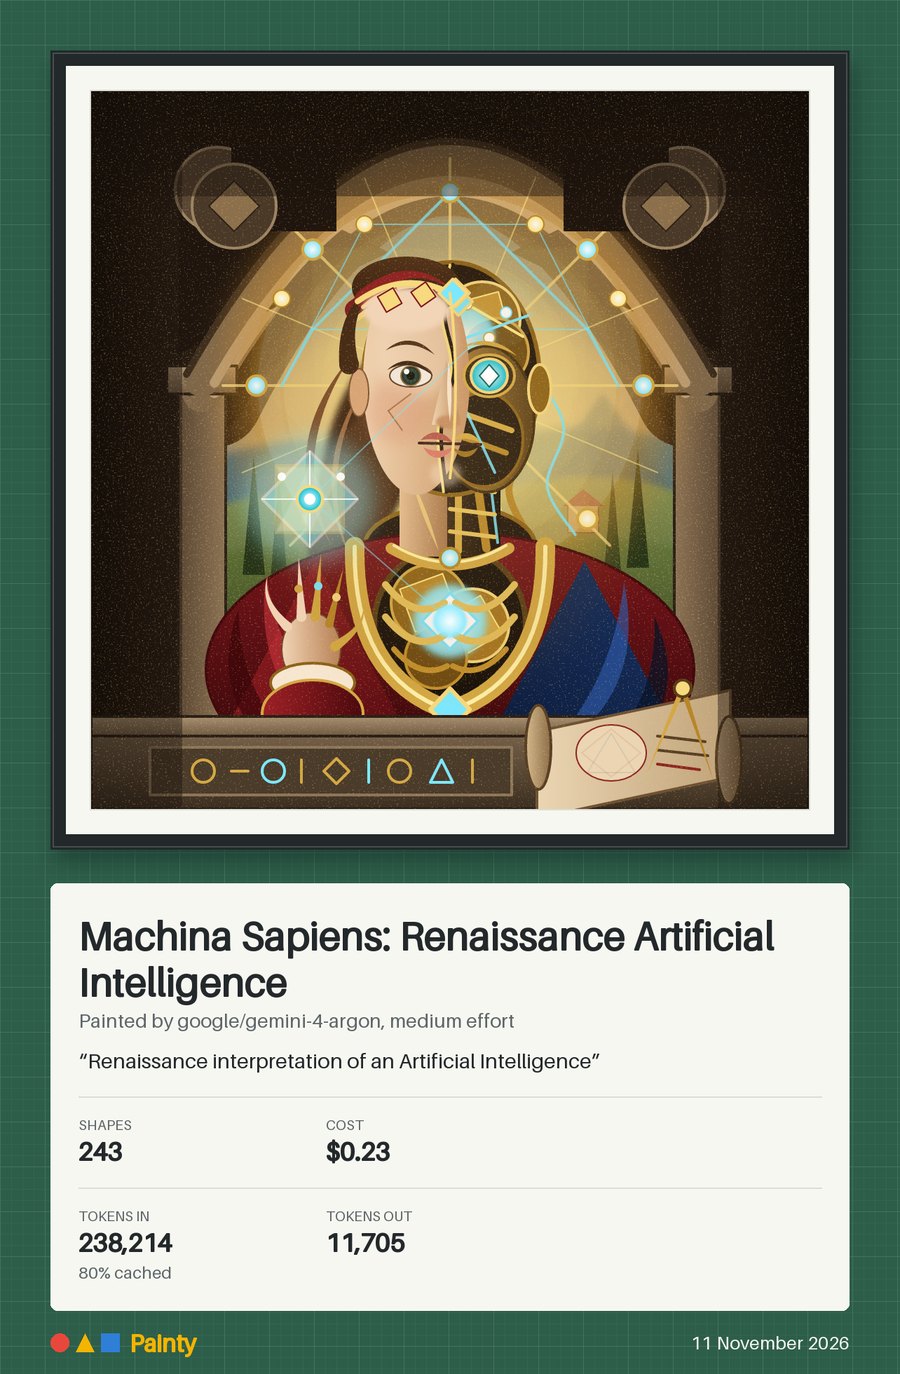 Machina Sapiens: Renaissance Artificial
Intelligence
Painted by google/gemini-4-argon, medium effort
“Renaissance interpretation of an Artificial Intelligence”
SHAPES
243
COST
$0.23
TOKENS IN
238,214
80% cached
TOKENS OUT
11,705
Painty
11 November 2026